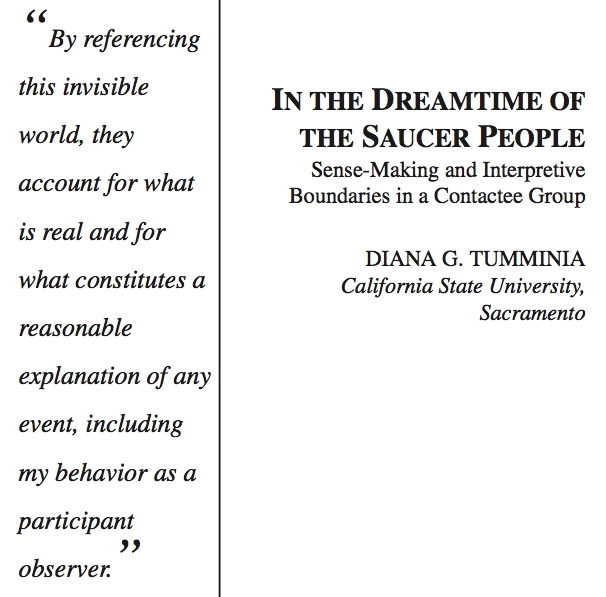 “By referencing
this invisible
world, they
account for what
is real and for
what constitutes a
reasonable
explanation of any
event, including
my behavior as a
participant
observer.”
IN THE DREAMTIME OF
THE SAUCER PEOPLE
Sense-Making and Interpretive
Boundaries in a Contactee Group
DIANA G. TUMMINIA
California State University,
Sacramento